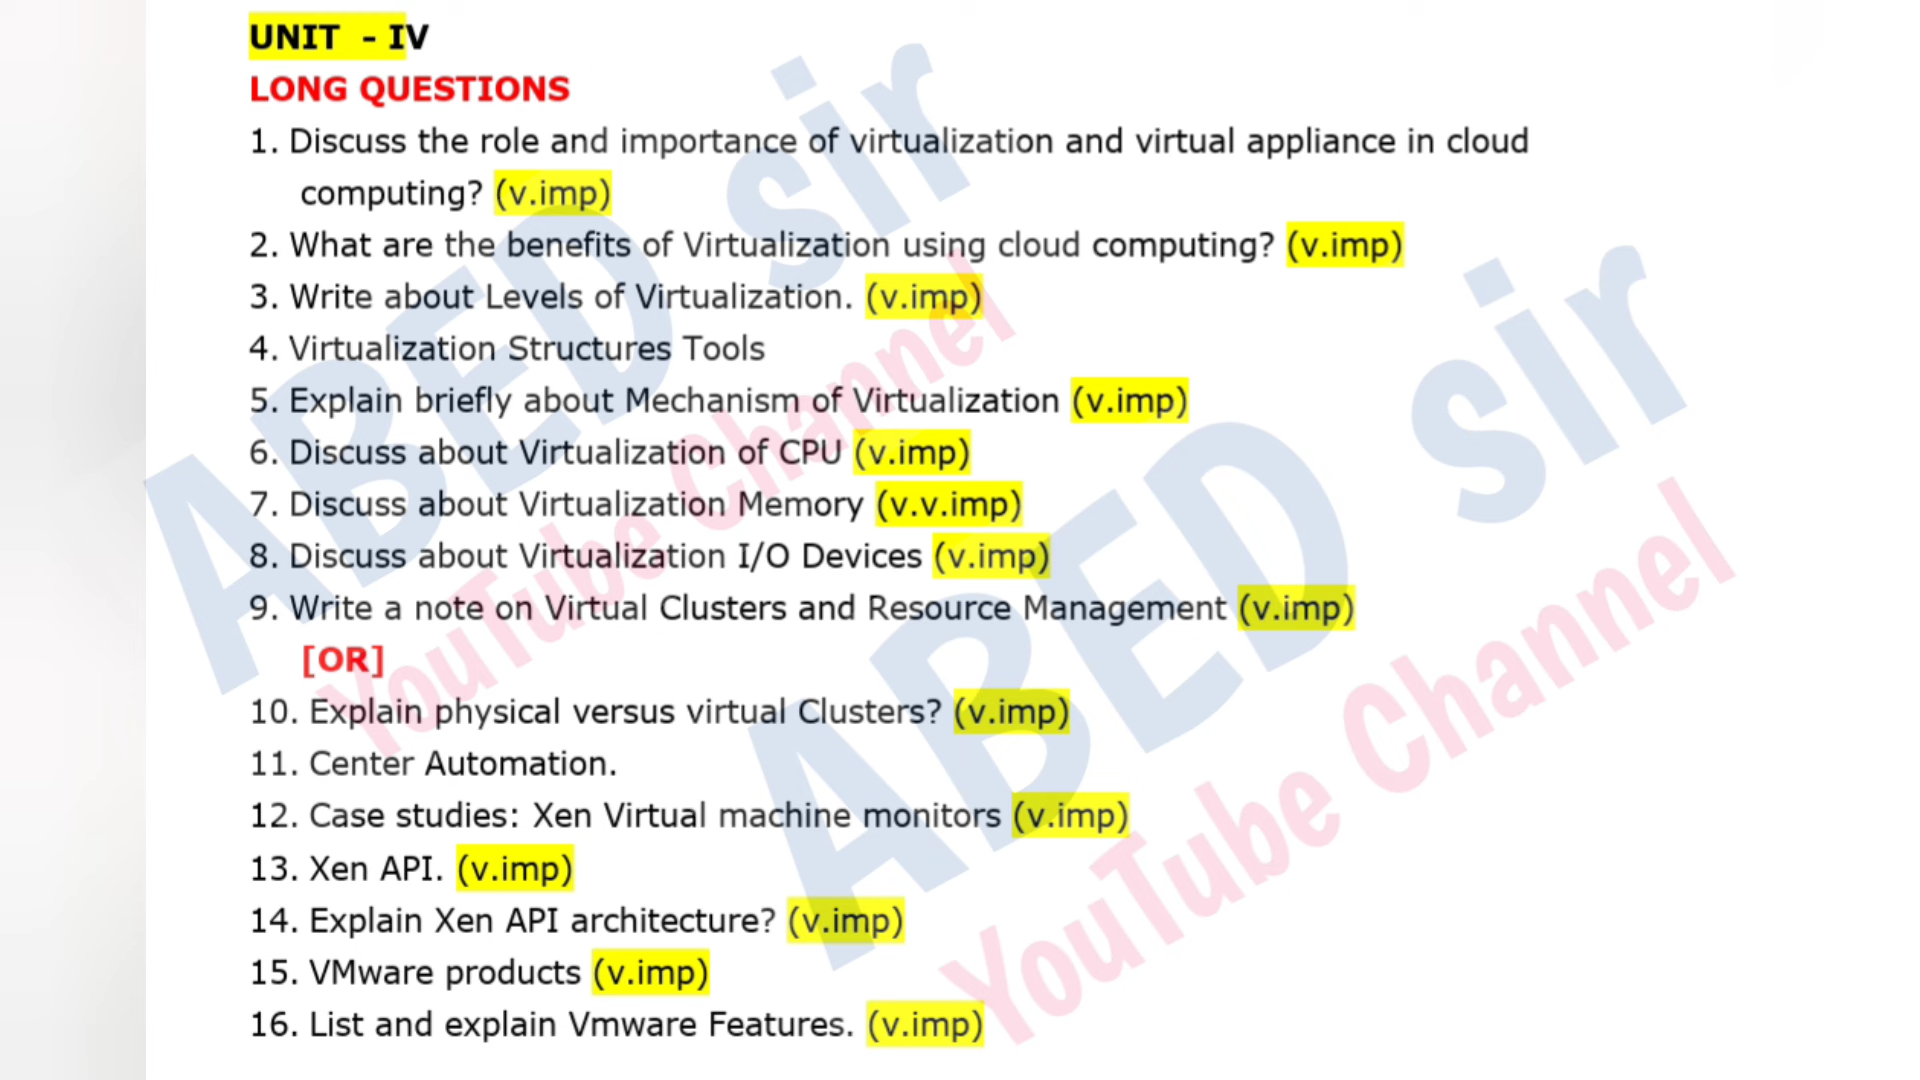 UNIT - IV
LONG QUESTIONS
1. Discuss the role and importance of virtualization and virtual appliance in cloud
computing? (v.imp)
2. What are the benefits of Virtualization using cloud computing? (v.imp)
3. Write about Levels of Virtualization. (v.imp)
4. Virtualization Structures Tools
5. Explain briefly about Mechanism of Virtualization (v.imp)
6. Discuss about Virtualization of CPU (v.imp)
7. Discuss about Virtualization Memory (v.v.imp)
8. Discuss about Virtualization I/O Devices (v.imp)
9. Write a note on Virtual Clusters and Resource Management (v.imp)
[OR]
10. Explain physical versus virtual Clusters? (v.imp)
11. Center Automation.
12. Case studies: Xen Virtual machine monitors (v.imp)
13. Xen API. (v.imp)
14. Explain Xen API architecture? (v.imp)
15. VMware products (v.imp)
16. List and explain Vmware Features. (v.imp)
ABED sir
YouTube Channel
ABED sir
YouTube Channel